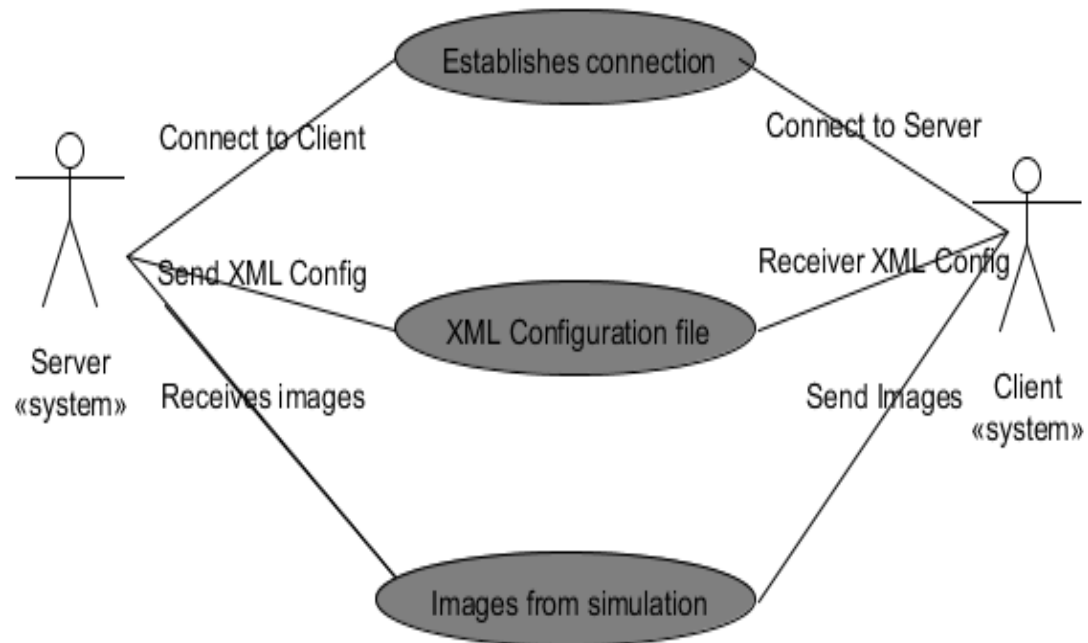 Establishes connection
Connect to Client
Connect to Server
Send XML Config
Receiver XML Config
XML Configuration file
Server
«system»
Receives images
Send Images
Client
«system»
Images from simulation